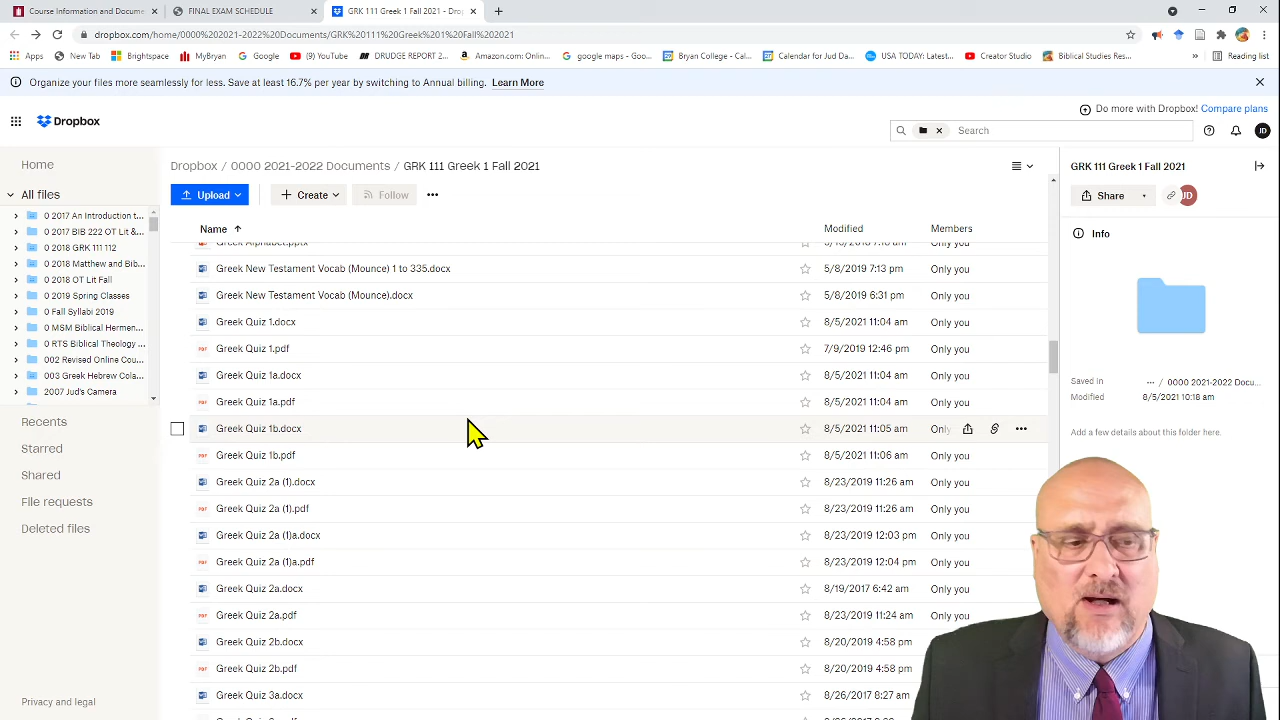 Course Information and Docume
FINAL EXAM SCHEDULE
GRK 111 Greek 1 Fall 2021 - Dro
dropbox.com/home/0000%202021-2022%20Documents/GRK%20111%20Greek%201%20Fall%202021
Apps New Tab Brightspace MyBryan Google (9) YouTube DRUDGE REPORT 2... Amazon.com: Onlin... google maps - Goo... Bryan College - Cal... Calendar for Jud Da... USA TODAY: Latest... Creator Studio Biblical Studies Res... » Reading list
Organize your files more seamlessly for less. Save at least 16.7% per year by switching to Annual billing. Learn More
Do more with Dropbox! Compare plans
Dropbox
Search
JD
Home
All files
0 2017 An Introduction t...
0 2017 BIB 222 OT Lit &...
0 2018 GRK 111 112
0 2018 Matthew and Bib...
0 2018 OT Lit Fall
0 2019 Spring Classes
0 Fall Syllabi 2019
0 MSM Biblical Hermen...
0 RTS Biblical Theology ...
002 Revised Online Cou...
003 Greek Hebrew Cola...
2007 Jud's Camera
Recents
Starred
Shared
File requests
Deleted files
Privacy and legal
Dropbox / 0000 2021-2022 Documents / GRK 111 Greek 1 Fall 2021
Upload Create Follow •••
Name Modified Members
Greek Alphabet.pptx Only you
Greek New Testament Vocab (Mounce) 1 to 335.docx 5/8/2019 7:13 pm Only you
Greek New Testament Vocab (Mounce).docx 5/8/2019 6:31 pm Only you
Greek Quiz 1.docx 8/5/2021 11:04 am Only you
Greek Quiz 1.pdf 7/9/2019 12:46 pm Only you
Greek Quiz 1a.docx 8/5/2021 11:04 am Only you
Greek Quiz 1a.pdf 8/5/2021 11:04 am Only you
Greek Quiz 1b.docx 8/5/2021 11:05 am Only
Greek Quiz 1b.pdf 8/5/2021 11:06 am Only you
Greek Quiz 2a (1).docx 8/23/2019 11:26 am Only you
Greek Quiz 2a (1).pdf 8/23/2019 11:26 am Only you
Greek Quiz 2a (1)a.docx 8/23/2019 12:03 pm Only you
Greek Quiz 2a (1)a.pdf 8/23/2019 12:04 pm Only you
Greek Quiz 2a.docx 8/19/2017 6:42 am Only you
Greek Quiz 2a.pdf 8/23/2019 11:24 am Only you
Greek Quiz 2b.docx 8/20/2019 4:58 pm Only
Greek Quiz 2b.pdf 8/20/2019 4:58 pm Only
Greek Quiz 3a.docx 8/26/2017 8:27 am
GRK 111 Greek 1 Fall 2021
Share
JD
Info
Saved in ... / 0000 2021-2022 Docu...
Modified 8/5/2021 10:18 am
Add a few details about this folder here.